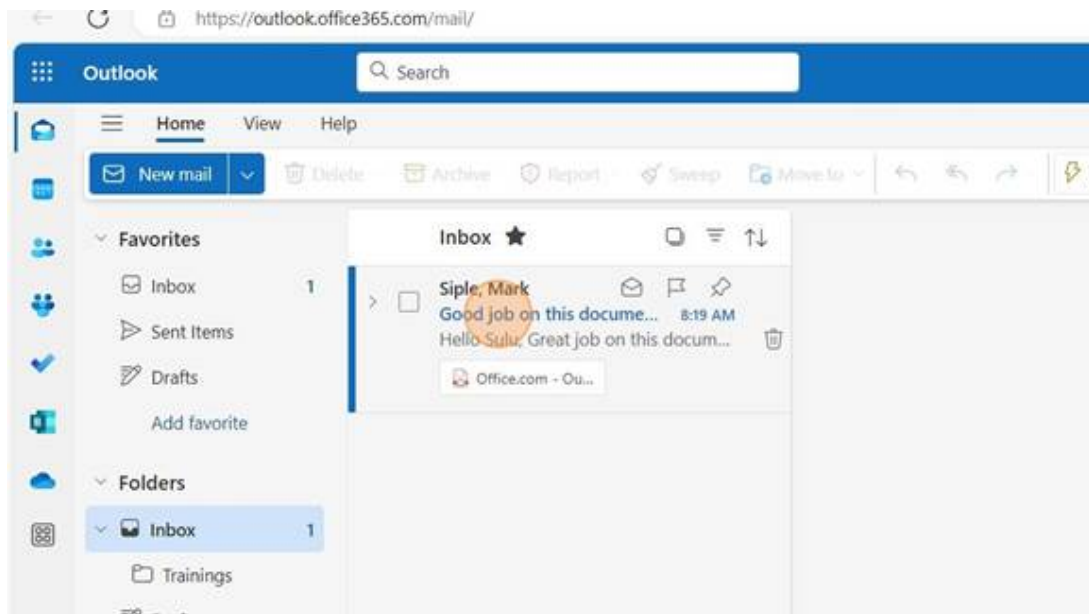 https://outlook.office365.com/mail/
Outlook
Search
Home View Help
New mail Delete Archive Report Sweep Move to
Favorites
Inbox 1
Sent Items
Drafts
Add favorite
Folders
Inbox 1
Trainings
Inbox
Siple, Mark
Good job on this docume... 8:19 AM
Hello Sulu, Great job on this docum...
Office.com - Ou...